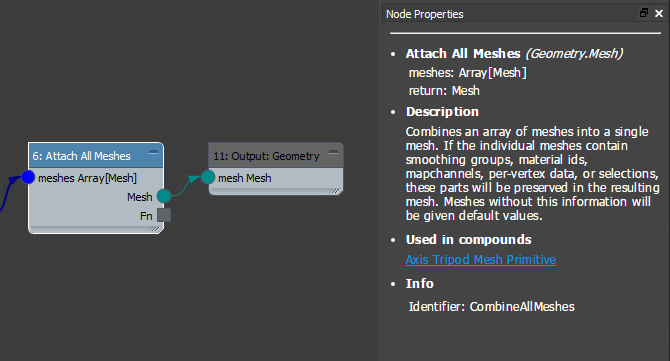 Node Properties
6: Attach All Meshes
meshes Array[Mesh]
Mesh
Fn
11: Output: Geometry
mesh Mesh
• Attach All Meshes (Geometry.Mesh)
meshes: Array[Mesh]
return: Mesh
• Description
Combines an array of meshes into a single
mesh. If the individual meshes contain
smoothing groups, material ids,
mapchannels, per-vertex data, or selections,
these parts will be preserved in the resulting
mesh. Meshes without this information will
be given default values.
• Used in compounds
Axis Tripod Mesh Primitive
• Info
Identifier: CombineAllMeshes